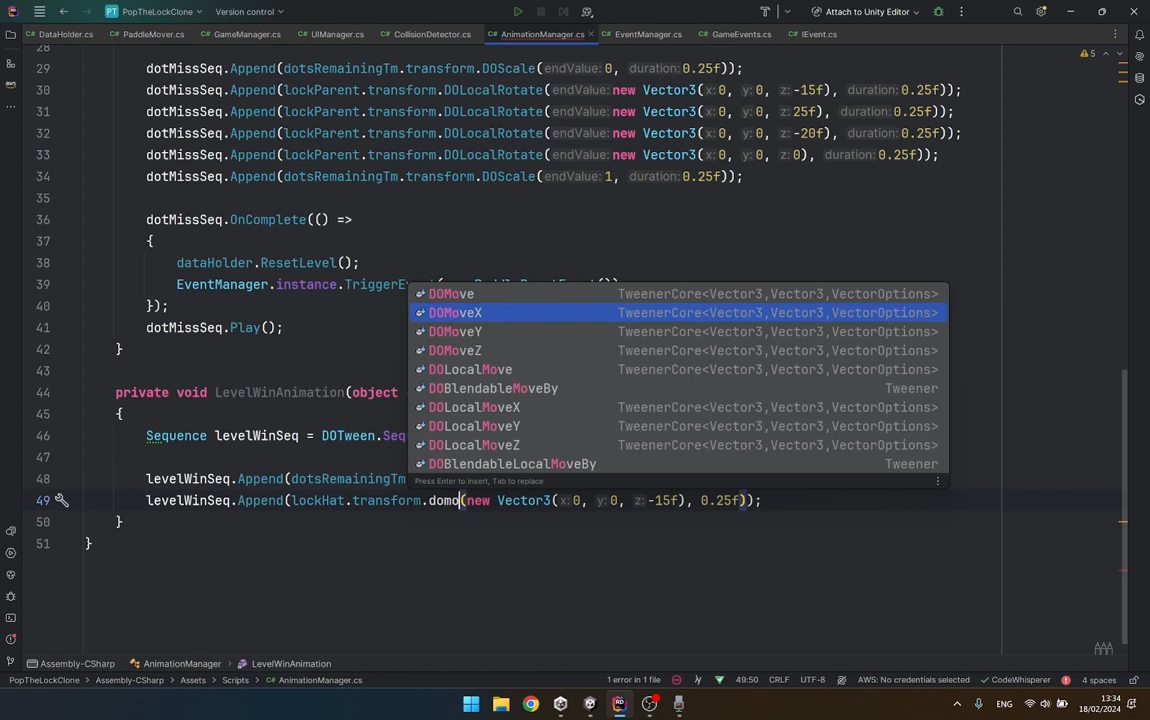 PT PopTheLockClone Version control Attach to Unity Editor
C# DataHolder.cs C# PaddleMover.cs C# GameManager.cs C# UIManager.cs C# CollisionDetector.cs C# AnimationManager.cs C# EventManager.cs C# GameEvents.cs C# IEvent.cs
28 5
29 dotMissSeq.Append(dotsRemainingTm.transform.DOScale(endValue: 0, duration: 0.25f));
30 dotMissSeq.Append(lockParent.transform.DOLocalRotate(endValue: new Vector3(x: 0, y: 0, z: -15f), duration: 0.25f));
31 dotMissSeq.Append(lockParent.transform.DOLocalRotate(endValue: new Vector3(x: 0, y: 0, z: 25f), duration: 0.25f));
32 dotMissSeq.Append(lockParent.transform.DOLocalRotate(endValue: new Vector3(x: 0, y: 0, z: -20f), duration: 0.25f));
33 dotMissSeq.Append(lockParent.transform.DOLocalRotate(endValue: new Vector3(x: 0, y: 0, z: 0), duration: 0.25f));
34 dotMissSeq.Append(dotsRemainingTm.transform.DOScale(endValue: 1, duration: 0.25f));
35
36 dotMissSeq.OnComplete(() =>
37 {
38 dataHolder.ResetLevel();
39 EventManager.instance.TriggerEv
40 });
41 dotMissSeq.Play();
42 }
43
44 private void LevelWinAnimation(object
45 {
46 Sequence levelWinSeq = DOTween.Seq
47
48 levelWinSeq.Append(dotsRemainingTm
49 levelWinSeq.Append(lockHat.transform.domo(new Vector3(x: 0, y: 0, z: -15f), 0.25f));
50 }
51 }
DOMove TweenerCore<Vector3,Vector3,VectorOptions>
DOMoveX TweenerCore<Vector3,Vector3,VectorOptions>
DOMoveY TweenerCore<Vector3,Vector3,VectorOptions>
DOMoveZ TweenerCore<Vector3,Vector3,VectorOptions>
DOLocalMove TweenerCore<Vector3,Vector3,VectorOptions>
DOBlendableMoveBy Tweener
DOLocalMoveX TweenerCore<Vector3,Vector3,VectorOptions>
DOLocalMoveY TweenerCore<Vector3,Vector3,VectorOptions>
DOLocalMoveZ TweenerCore<Vector3,Vector3,VectorOptions>
DOBlendableLocalMoveBy Tweener
Press Enter to insert, Tab to replace
Assembly-CSharp AnimationManager LevelWinAnimation
PopTheLockClone Assembly-CSharp Assets Scripts C# AnimationManager.cs 1 error in 1 file 49:50 CRLF UTF-8 AWS: No credentials selected CodeWhisperer 4 spaces
RD ENG 13:34
18/02/2024